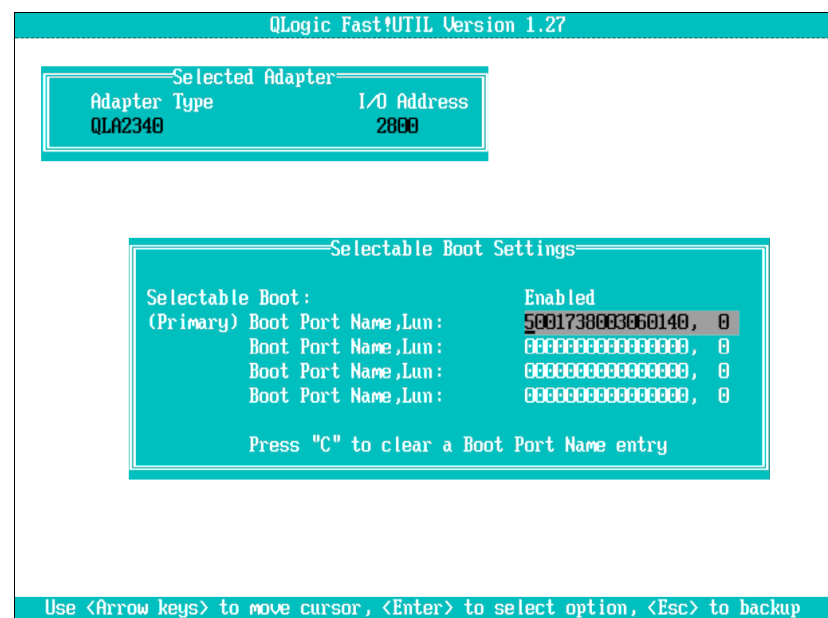 QLogic Fast!UTIL Version 1.27
Selected Adapter
Adapter Type I/O Address
QLA2340 2800
Selectable Boot Settings
Selectable Boot: Enabled
(Primary) Boot Port Name,Lun: 5001738003060140, 0
Boot Port Name,Lun: 0000000000000000, 0
Boot Port Name,Lun: 0000000000000000, 0
Boot Port Name,Lun: 0000000000000000, 0
Press "C" to clear a Boot Port Name entry
Use <Arrow keys> to move cursor, <Enter> to select option, <Esc> to backup